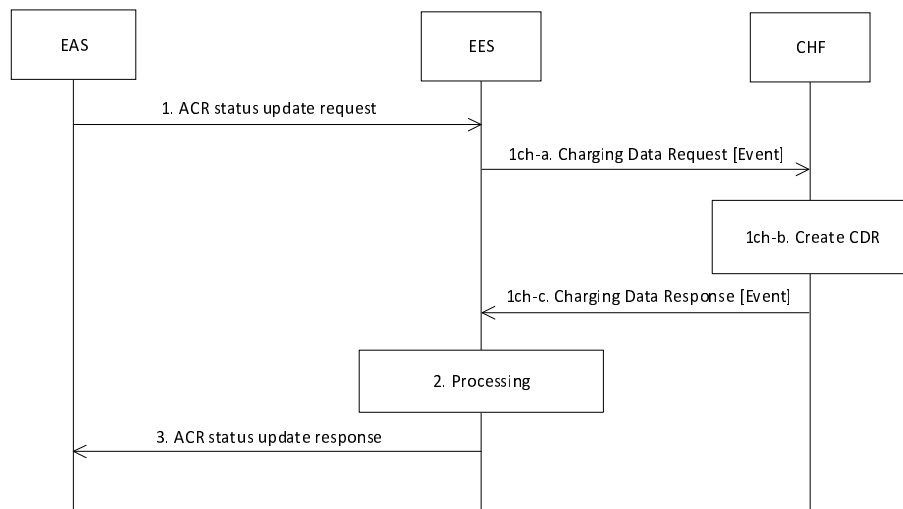 EAS
EES
CHF
1. ACR status update request
1ch-a. Charging Data Request [Event]
1ch-b. Create CDR
1ch-c. Charging Data Response [Event]
2. Processing
3. ACR status update response